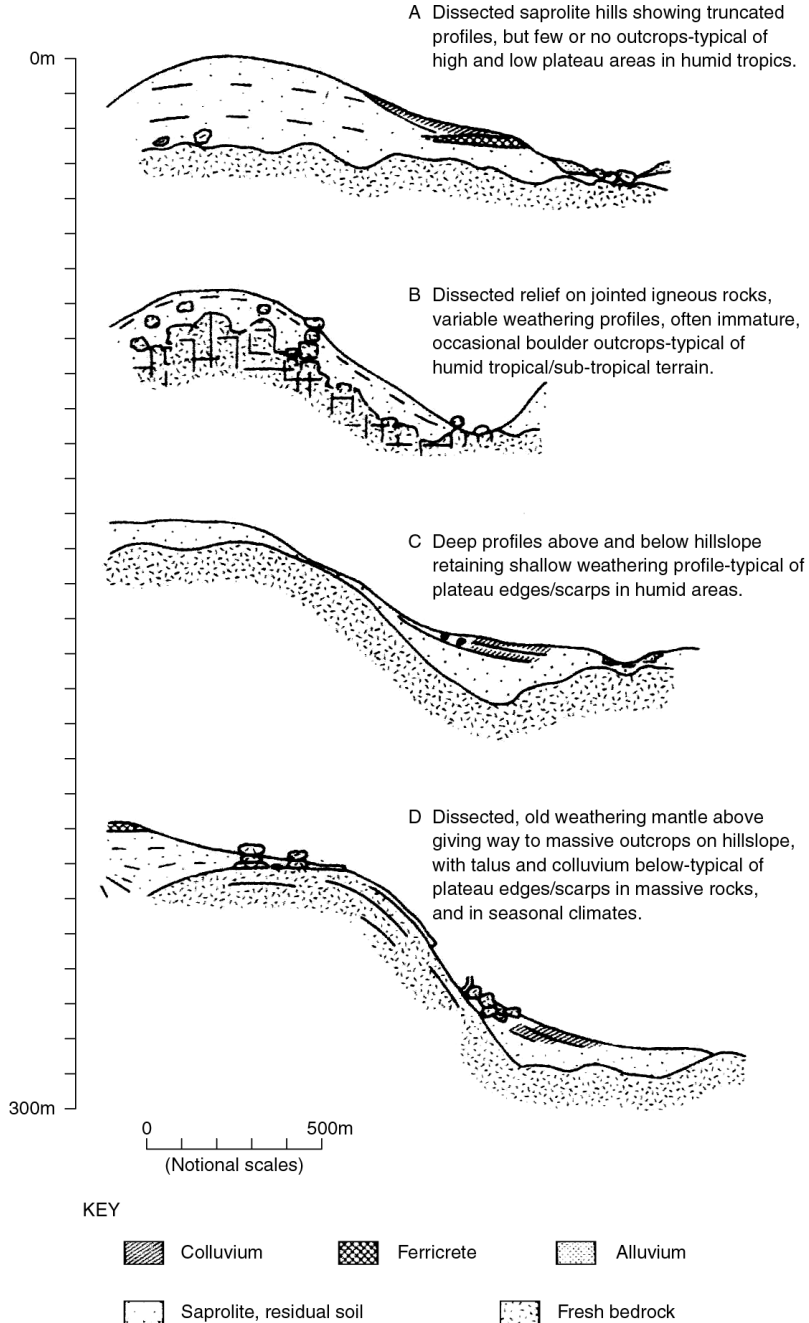 A Dissected saprolite hills showing truncated
profiles, but few or no outcrops-typical of
high and low plateau areas in humid tropics.
0m
B Dissected relief on jointed igneous rocks,
variable weathering profiles, often immature,
occasional boulder outcrops-typical of
humid tropical/sub-tropical terrain.
C Deep profiles above and below hillslope
retaining shallow weathering profile-typical of
plateau edges/scarps in humid areas.
D Dissected, old weathering mantle above
giving way to massive outcrops on hillslope,
with talus and colluvium below-typical of
plateau edges/scarps in massive rocks,
and in seasonal climates.
300m
0 500m
(Notional scales)
KEY
Colluvium Ferricrete Alluvium
Saprolite, residual soil Fresh bedrock